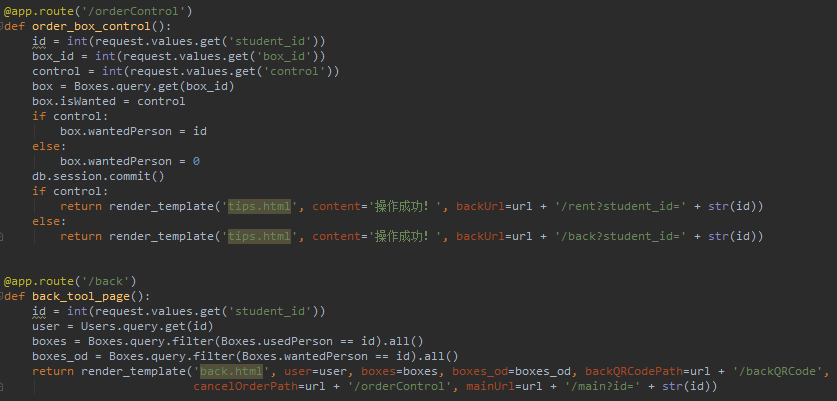 @app.route('/orderControl')
def order_box_control():
    id = int(request.values.get('student_id'))
    box_id = int(request.values.get('box_id'))
    control = int(request.values.get('control'))
    box = Boxes.query.get(box_id)
    box.isWanted = control
    if control:
        box.wantedPerson = id
    else:
        box.wantedPerson = 0
    db.session.commit()
    if control:
        return render_template('tips.html', content='操作成功！', backUrl=url + '/rent?student_id=' + str(id))
    else:
        return render_template('tips.html', content='操作成功！', backUrl=url + '/back?student_id=' + str(id))
@app.route('/back')
def back_tool_page():
    id = int(request.values.get('student_id'))
    user = Users.query.get(id)
    boxes = Boxes.query.filter(Boxes.usedPerson == id).all()
    boxes_od = Boxes.query.filter(Boxes.wantedPerson == id).all()
    return render_template('back.html', user=user, boxes=boxes, boxes_od=boxes_od, backQRCodePath=url + '/backQRCode',
                           cancelOrderPath=url + '/orderControl', mainUrl=url + '/main?id=' + str(id))